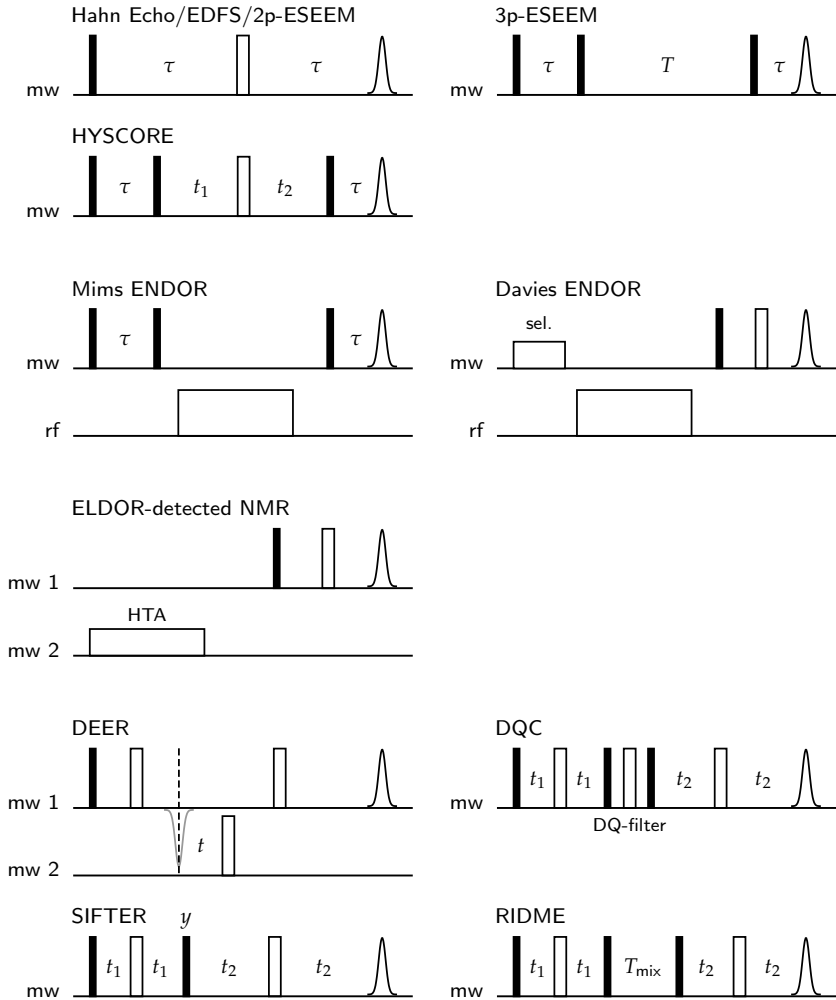 Hahn Echo/EDFS/2p-ESEEM
τ τ
mw
3p-ESEEM
τ T τ
mw
HYSCORE
τ t1 t2 τ
mw
Mims ENDOR
τ τ
mw
rf
Davies ENDOR
sel.
mw
rf
ELDOR-detected NMR
mw 1
HTA
mw 2
DEER
mw 1
t
mw 2
DQC
t1 t1 t2 t2
mw
DQ-filter
SIFTER y
t1 t1 t2 t2
mw
RIDME
t1 t1 Tmix t2 t2
mw